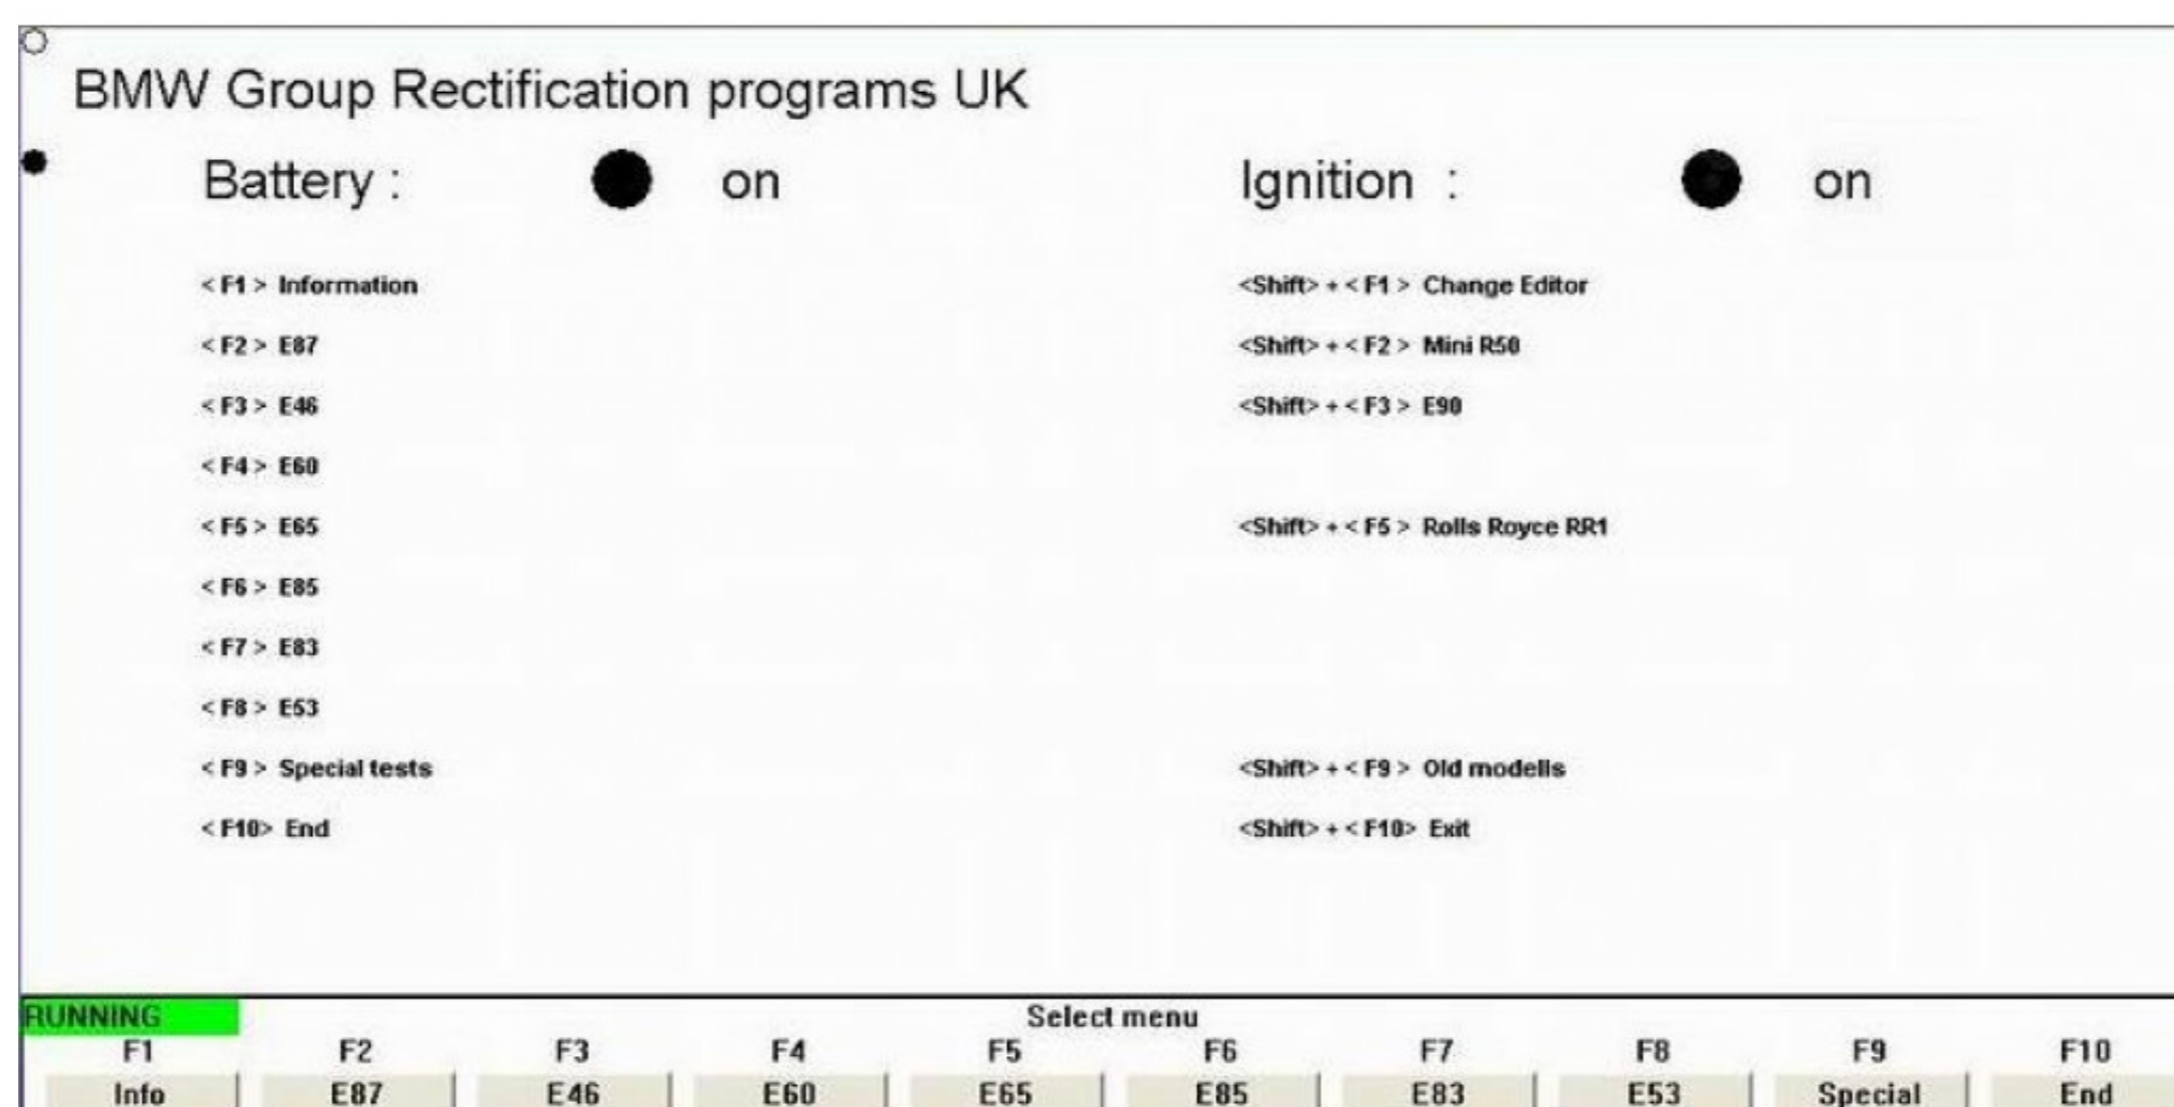 BMW Group Rectification programs UK
Battery : on Ignition : on
< F1 > Information <Shift> + < F1 > Change Editor
< F2 > E87 <Shift> + < F2 > Mini R50
< F3 > E46 <Shift> + < F3 > E90
< F4 > E60
< F5 > E65 <Shift> + < F5 > Rolls Royce RR1
< F6 > E85
< F7 > E83
< F8 > E53
< F9 > Special tests <Shift> + < F9 > Old modells
< F10> End <Shift> + < F10> Exit
RUNNING Select menu
F1 F2 F3 F4 F5 F6 F7 F8 F9 F10
Info E87 E46 E60 E65 E85 E83 E53 Special End